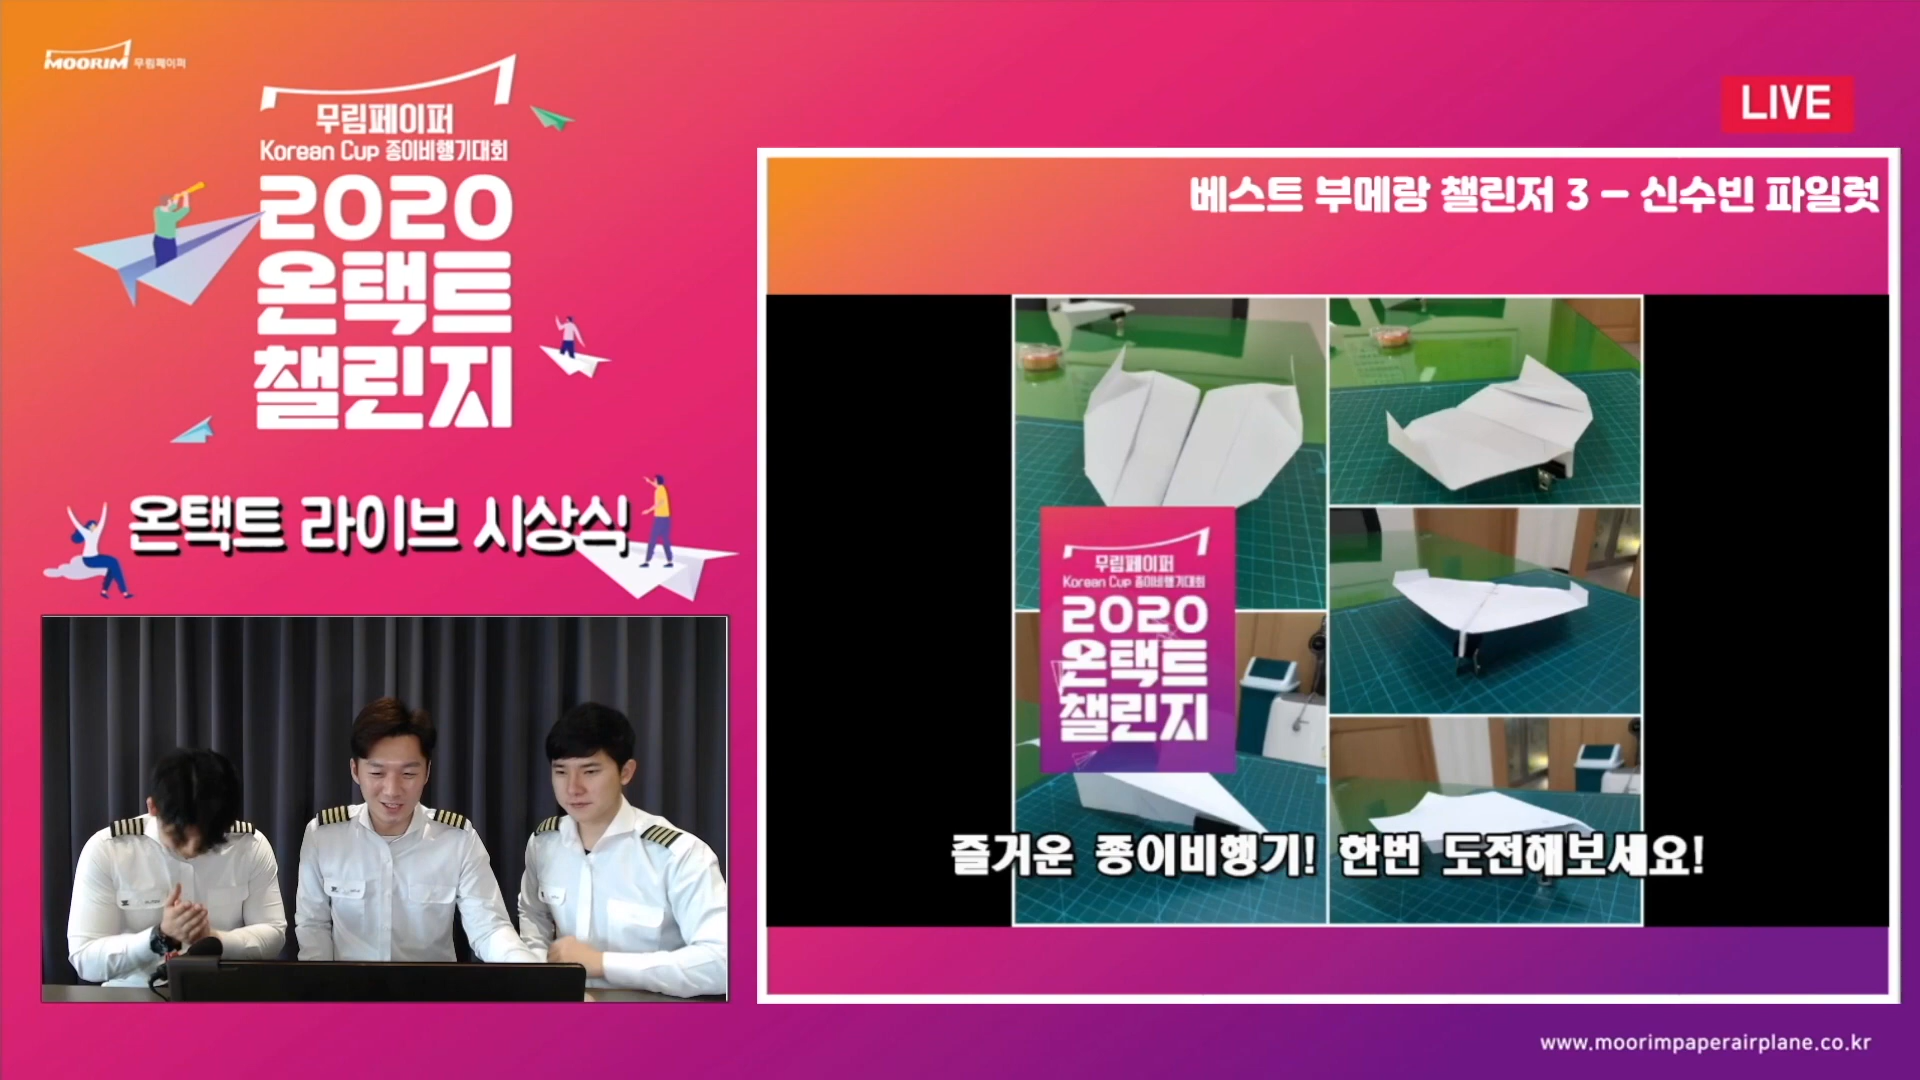 MOORIM 무림페이퍼
무림페이퍼
Korean Cup 종이비행기대회
2020
온택트
챌린지
온택트 라이브 시상식
LIVE
베스트 부메랑 챌린저 3 – 신수빈 파일럿
무림페이퍼
Korean Cup 종이비행기대회
2020
온택트
챌린지
즐거운 종이비행기! 한번 도전해보세요!
www.moorimpaperairplane.co.kr